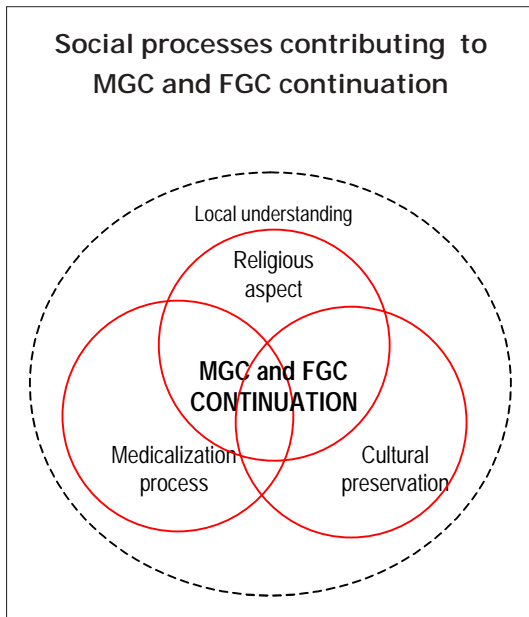 Social processes contributing to
MGC and FGC continuation
Local understanding
Religious
aspect
MGC and FGC
CONTINUATION
Medicalization
process
Cultural
preservation